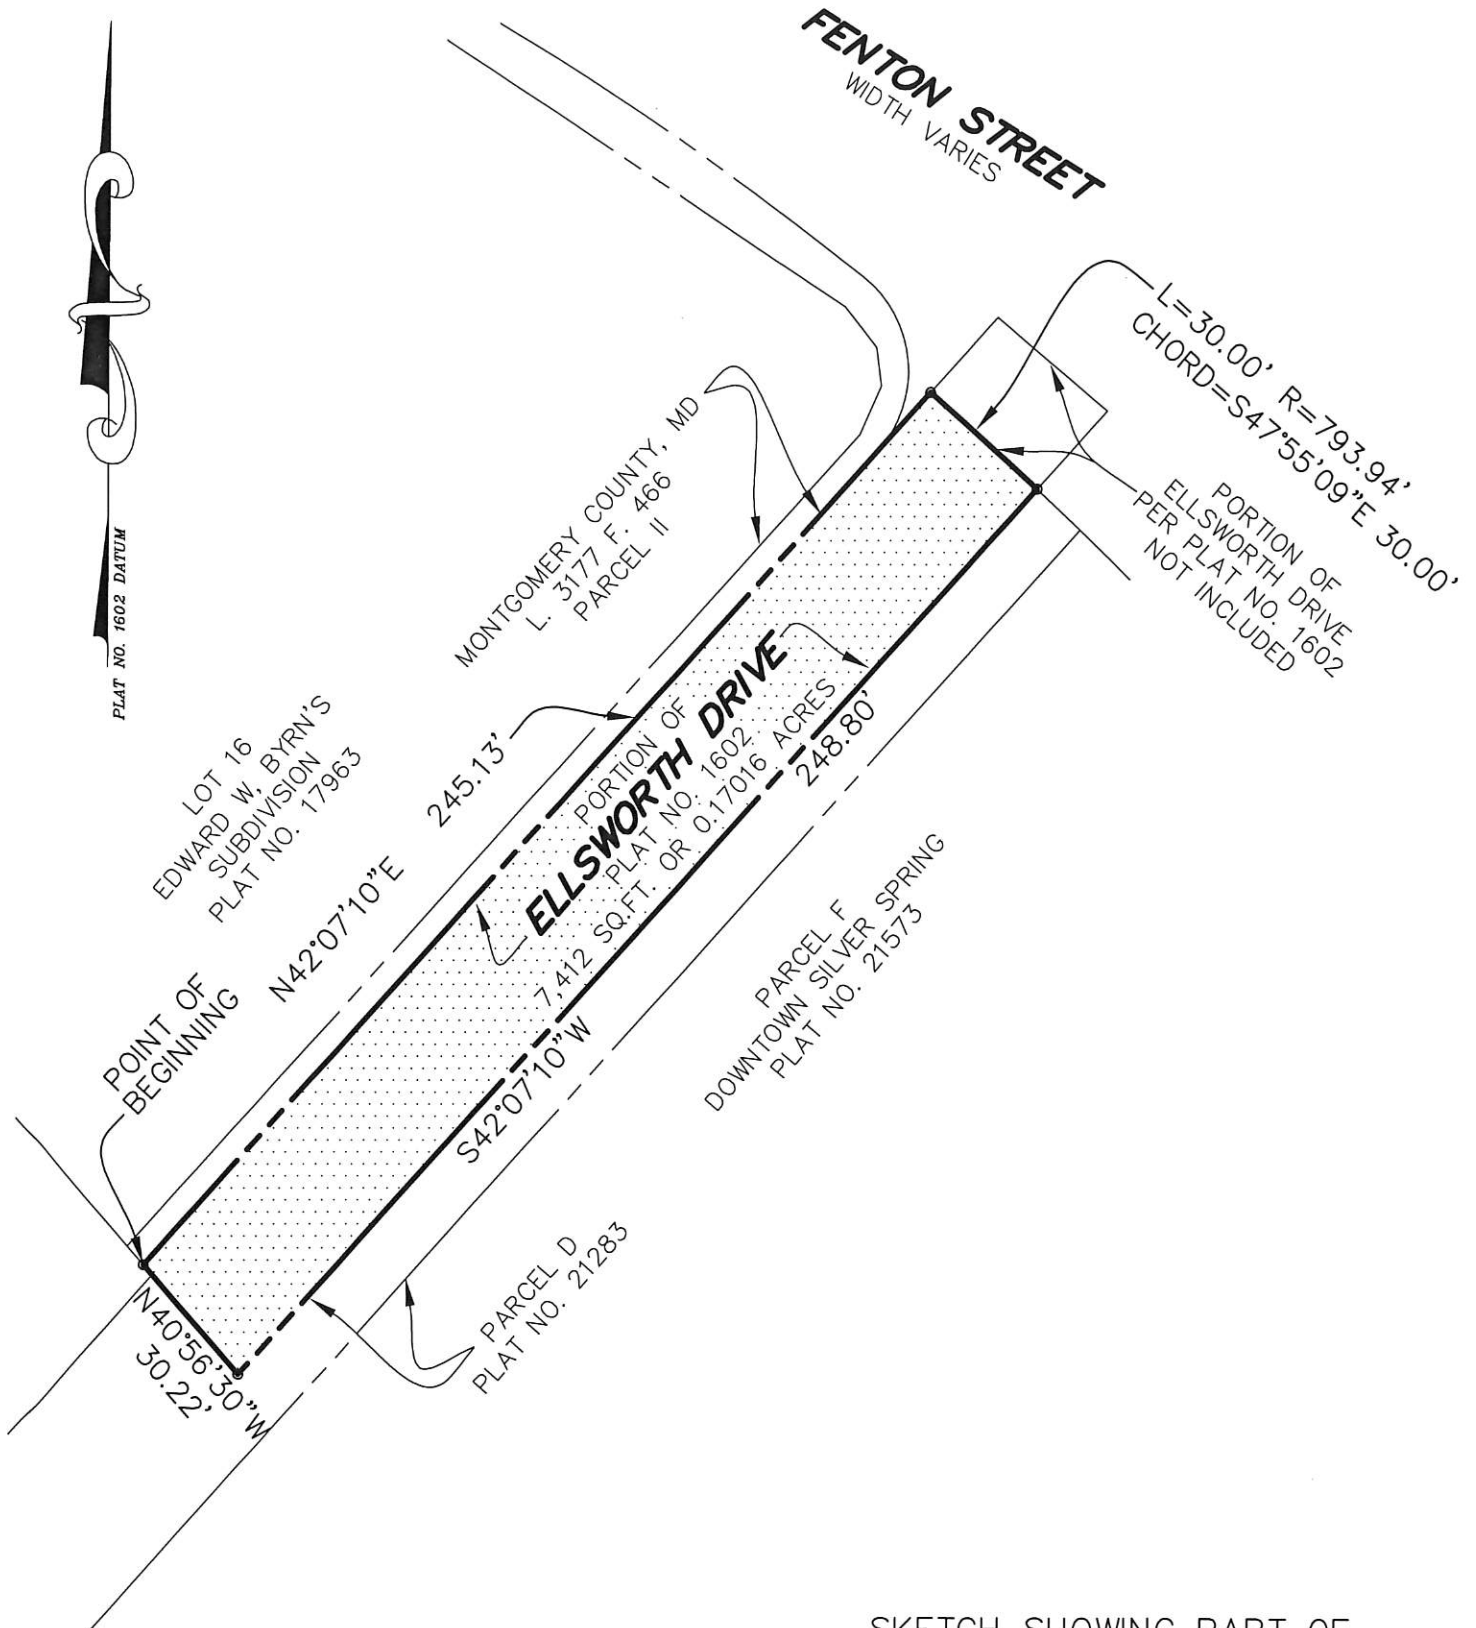 FENTON STREET
WIDTH VARIES
L=30.00' R=793.94'
CHORD=S47°55'09"E 30.00'
PORTION OF
ELLSWORTH DRIVE
PER PLAT NO. 1602
NOT INCLUDED
MONTGOMERY COUNTY, MD
L. 3177 F. 466
PARCEL II
PLAT NO. 1602 DATUM
LOT 16
EDWARD W. BYRN'S
SUBDIVISION
PLAT NO. 17963
245.13'
N42°07'10"E
PORTION OF
ELLSWORTH DRIVE
PLAT NO. 1602
7,412 SQ.FT. OR 0.17016 ACRES
248.80'
S42°07'10"W
POINT OF
BEGINNING
PARCEL F
DOWNTOWN SILVER SPRING
PLAT NO. 21573
PARCEL D
PLAT NO. 21283
N40°56'30"W
30.22'
SKETCH SHOWING PART OF